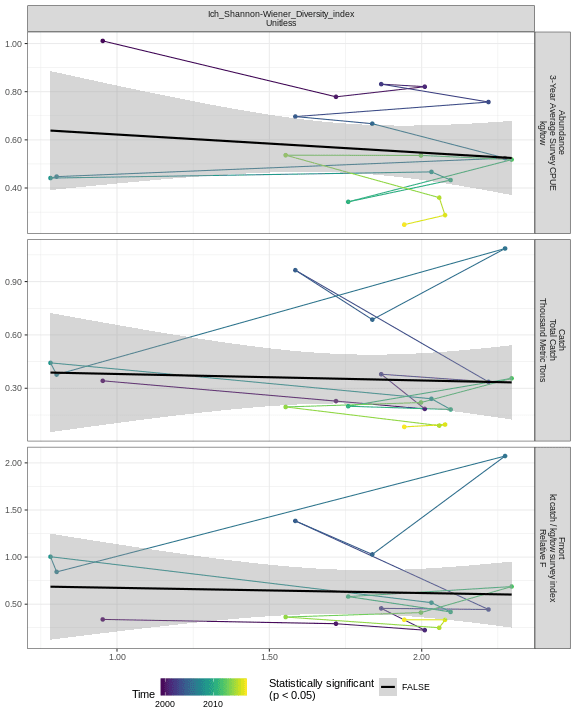 Ich_Shannon-Wiener_Diversity_index
Unitless
1.00
0.80
0.60
0.40
Abundance
3-Year Average Survey CPUE
kg/tow
0.90
0.60
0.30
Catch
Total Catch
Thousand Metric Tons
2.00
1.50
1.00
0.50
Fmort
kt catch / kg/tow survey index
Relative F
1.00 1.50 2.00
Time
2000 2010
Statistically significant
(p < 0.05)
FALSE